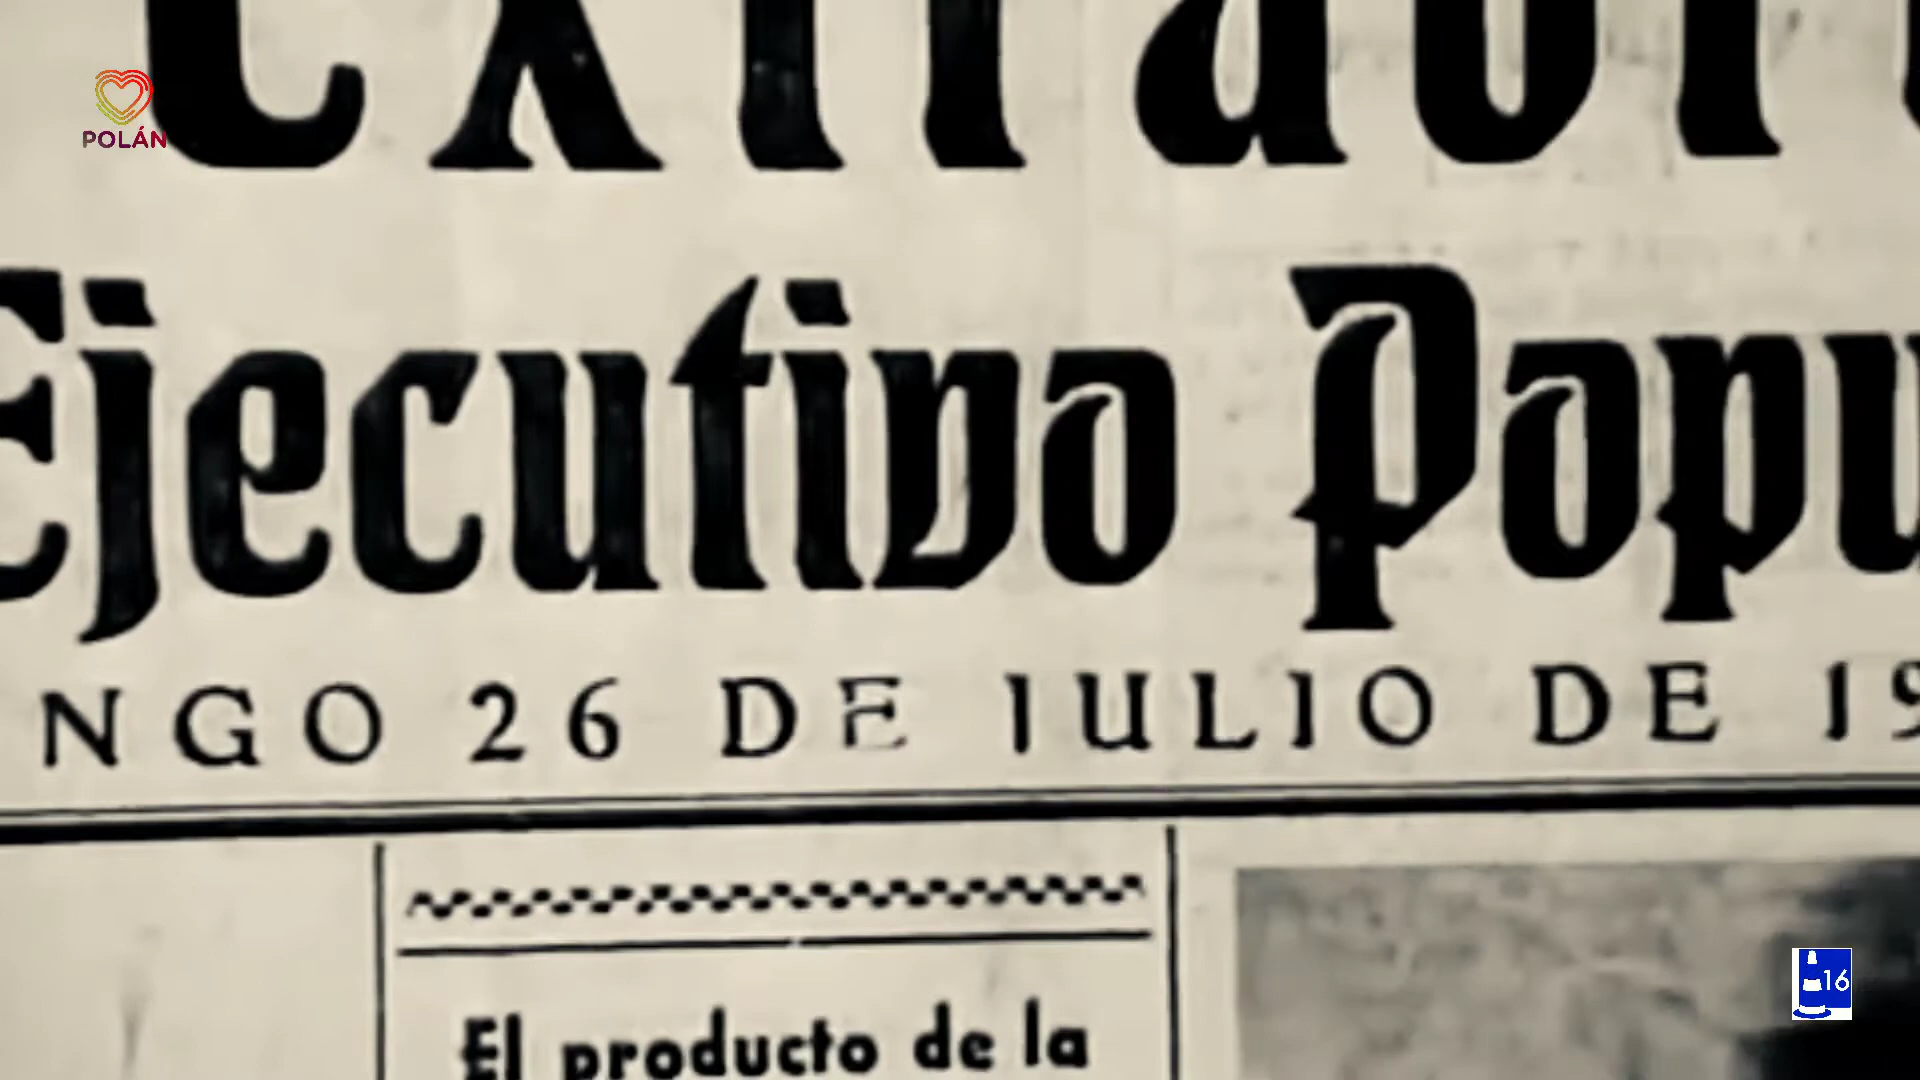 POLÁN
Extraor
Ejecutivo Popu
NGO 26 DE JULIO DE 19
El producto de la
16